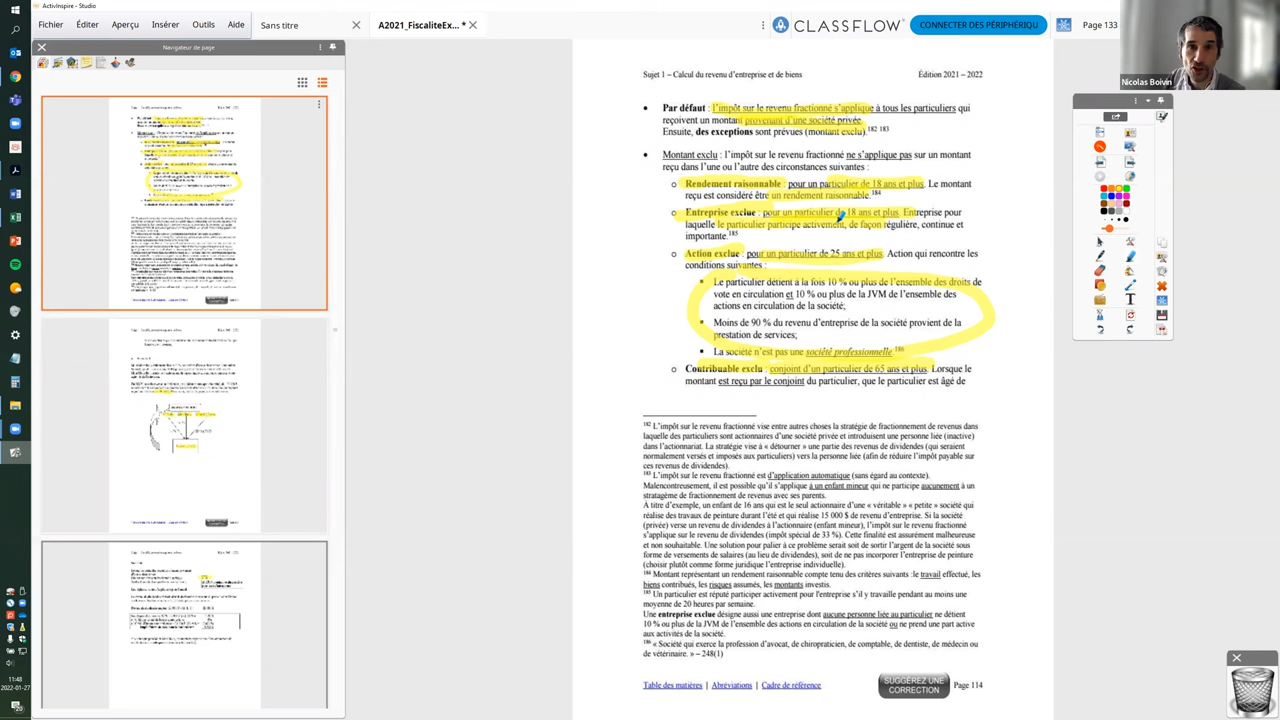 ActivInspire - Studio
Fichier Éditer Aperçu Insérer Outils Aide
Sans titre
A2021_FiscaliteEx... *
CLASSFLOW
CONNECTER DES PÉRIPHÉRIQU
Page 133
Navigateur de page
Nicolas Boivin
Sujet 1 – Calcul du revenu d'entreprise et de biens Édition 2021 – 2022
• Par défaut : l'impôt sur le revenu fractionné s'applique à tous les particuliers qui
reçoivent un montant provenant d'une société privée.
Ensuite, des exceptions sont prévues (montant exclu).182 183
• Montant exclu : l'impôt sur le revenu fractionné ne s'applique pas sur un montant
reçu dans l'une ou l'autre des circonstances suivantes :
o Rendement raisonnable : pour un particulier de 18 ans et plus. Le montant
reçu est considéré être un rendement raisonnable.184
o Entreprise exclue : pour un particulier de 18 ans et plus. Entreprise pour
laquelle le particulier participe activement, de façon régulière, continue et
importante.185
o Action exclue : pour un particulier de 25 ans et plus. Action qui rencontre les
conditions suivantes :
▪ Le particulier détient à la fois 10 % ou plus de l'ensemble des droits de
vote en circulation et 10 % ou plus de la JVM de l'ensemble des
actions en circulation de la société;
▪ Moins de 90 % du revenu d'entreprise de la société provient de la
prestation de services;
▪ La société n'est pas une société professionnelle.186
o Contribuable exclu : conjoint d'un particulier de 65 ans et plus. Lorsque le
montant est reçu par le conjoint du particulier, que le particulier est âgé de
182 L'impôt sur le revenu fractionné vise entre autres choses la stratégie de fractionnement de revenus dans
laquelle des particuliers sont actionnaires d'une société privée et introduisent une personne liée (inactive)
dans l'actionnariat. La stratégie vise à « détourner » une partie des revenus de dividendes (qui seraient
normalement versés et imposés aux particuliers) vers la personne liée (afin de réduire l'impôt payable sur
ces revenus de dividendes).
183 L'impôt sur le revenu fractionné est d'application automatique (sans égard au contexte).
Malencontreusement, il est possible qu'il s'applique à un enfant mineur qui ne participe aucunement à un
stratagème de fractionnement de revenus avec ses parents.
À titre d'exemple, un enfant de 16 ans qui est le seul actionnaire d'une « véritable » « petite » société qui
réalise des travaux de peinture durant l'été et qui réalise 15 000 $ de revenu d'entreprise. Si la société
(privée) verse un revenu de dividendes à l'actionnaire (enfant mineur), l'impôt sur le revenu fractionné
s'applique sur le revenu de dividendes (impôt spécial de 33 %). Cette finalité est assurément malheureuse
et non souhaitable. Une solution pour palier à ce problème serait soit de sortir l'argent de la société sous
forme de versements de salaires (au lieu de dividendes), soit de ne pas incorporer l'entreprise de peinture
(choisir plutôt comme forme juridique l'entreprise individuelle).
184 Montant représentant un rendement raisonnable compte tenu des critères suivants :le travail effectué, les
biens contribués, les risques assumés, les montants investis.
185 Un particulier est réputé participer activement pour l'entreprise s'il y travaille pendant au moins une
moyenne de 20 heures par semaine.
Une entreprise exclue désigne aussi une entreprise dont aucune personne liée au particulier ne détient
10 % ou plus de la JVM de l'ensemble des actions en circulation de la société ou ne prend une part active
aux activités de la société.
186 « Société qui exerce la profession d'avocat, de chiropraticien, de comptable, de dentiste, de médecin ou
de vétérinaire. » – 248(1)
Table des matières | Abréviations | Cadre de référence
SUGGÉREZ UNE
CORRECTION
Page 114
11:48
2022-01-27